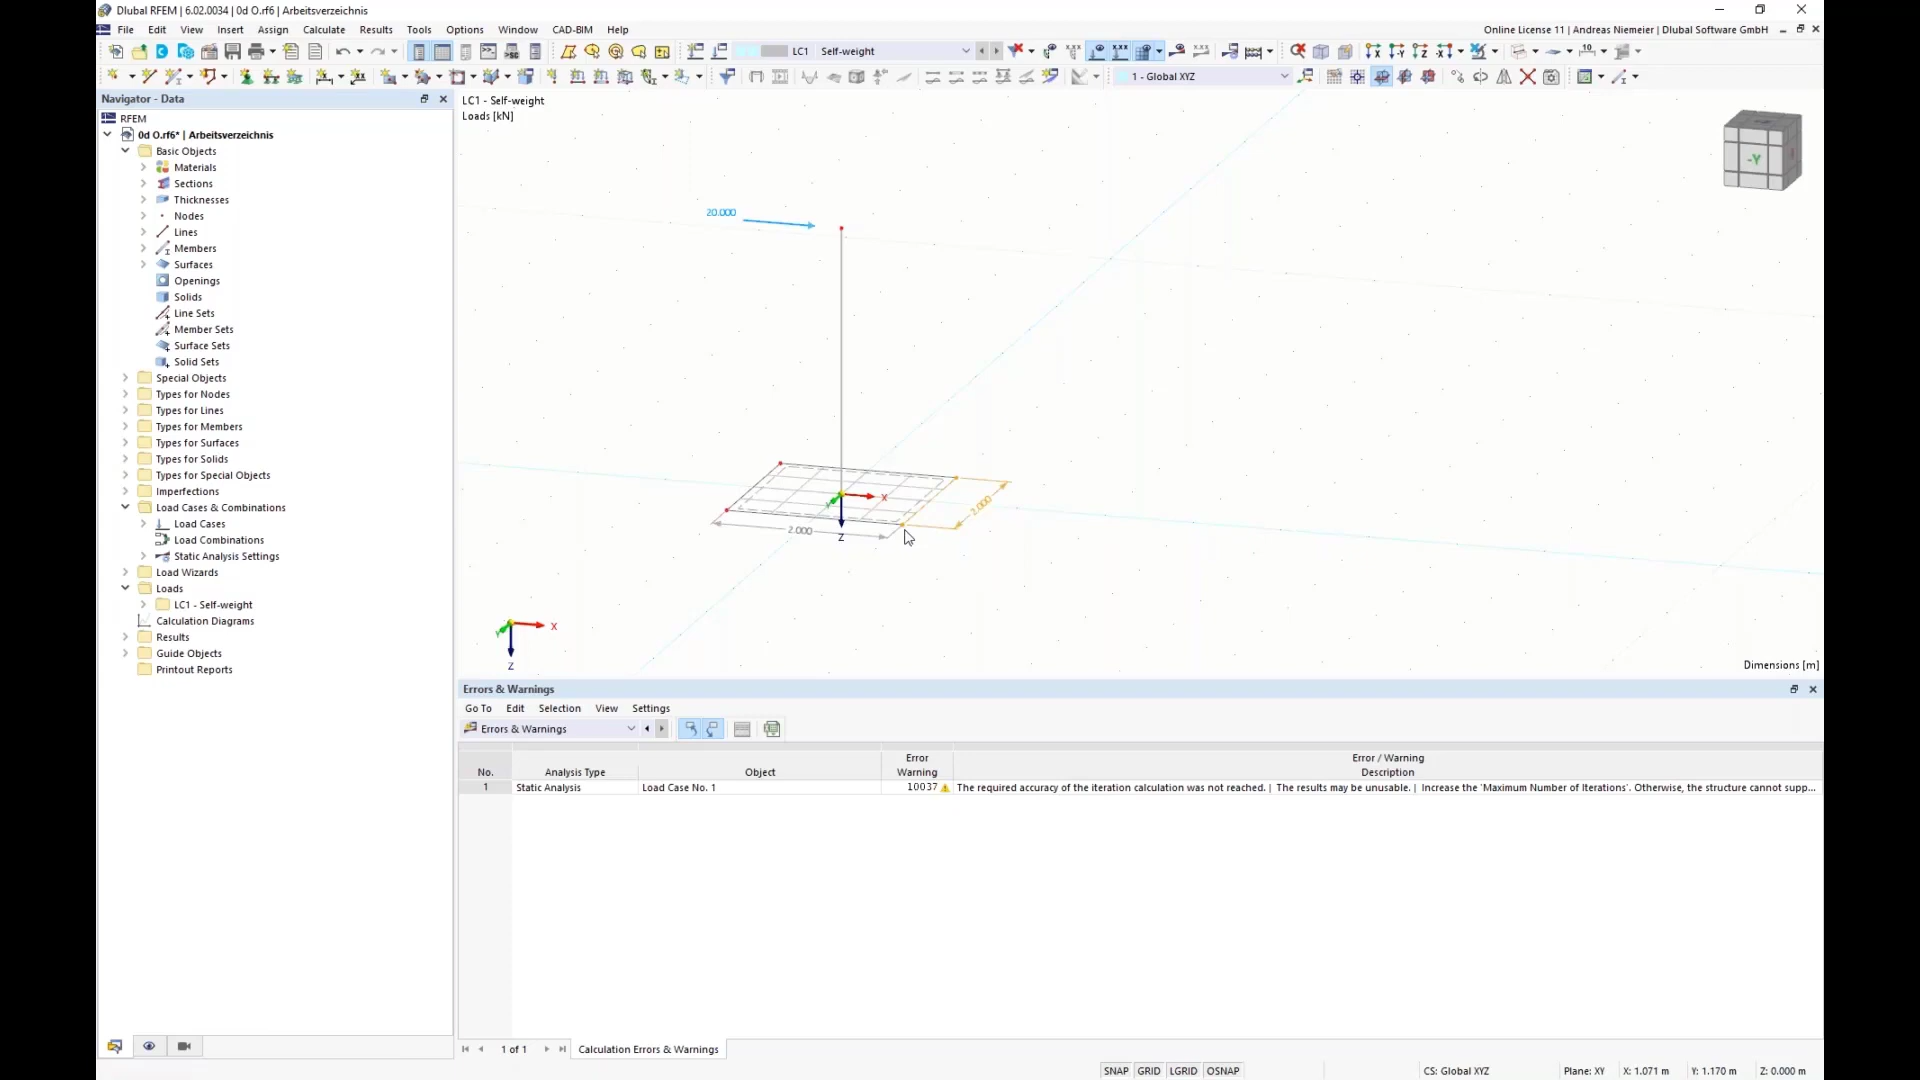 Dlubal RFEM | 6.02.0034 | 0d O.rf6 | Arbeitsverzeichnis
File Edit View Insert Assign Calculate Results Tools Options Window CAD-BIM Help
Online License 11 | Andreas Niemeier | Dlubal Software GmbH
LC1 Self-weight
1 - Global XYZ
Navigator - Data
RFEM
0d O.rf6* | Arbeitsverzeichnis
Basic Objects
Materials
Sections
Thicknesses
Nodes
Lines
Members
Surfaces
Openings
Solids
Line Sets
Member Sets
Surface Sets
Solid Sets
Special Objects
Types for Nodes
Types for Lines
Types for Members
Types for Surfaces
Types for Solids
Types for Special Objects
Imperfections
Load Cases & Combinations
Load Cases
Load Combinations
Static Analysis Settings
Load Wizards
Loads
LC1 - Self-weight
Calculation Diagrams
Results
Guide Objects
Printout Reports
LC1 - Self-weight
Loads [kN]
-Y
20.000
X
Z
2.000
2.000
X
Y
Z
Dimensions [m]
Errors & Warnings
Go To Edit Selection View Settings
Errors & Warnings
No. Analysis Type Object Error Warning Error / Warning Description
1 Static Analysis Load Case No. 1 10037 The required accuracy of the iteration calculation was not reached. | The results may be unusable. | Increase the 'Maximum Number of Iterations'. Otherwise, the structure cannot supp...
1 of 1 Calculation Errors & Warnings
SNAP GRID LGRID OSNAP CS: Global XYZ Plane: XY X: 1.071 m Y: 1.170 m Z: 0.000 m